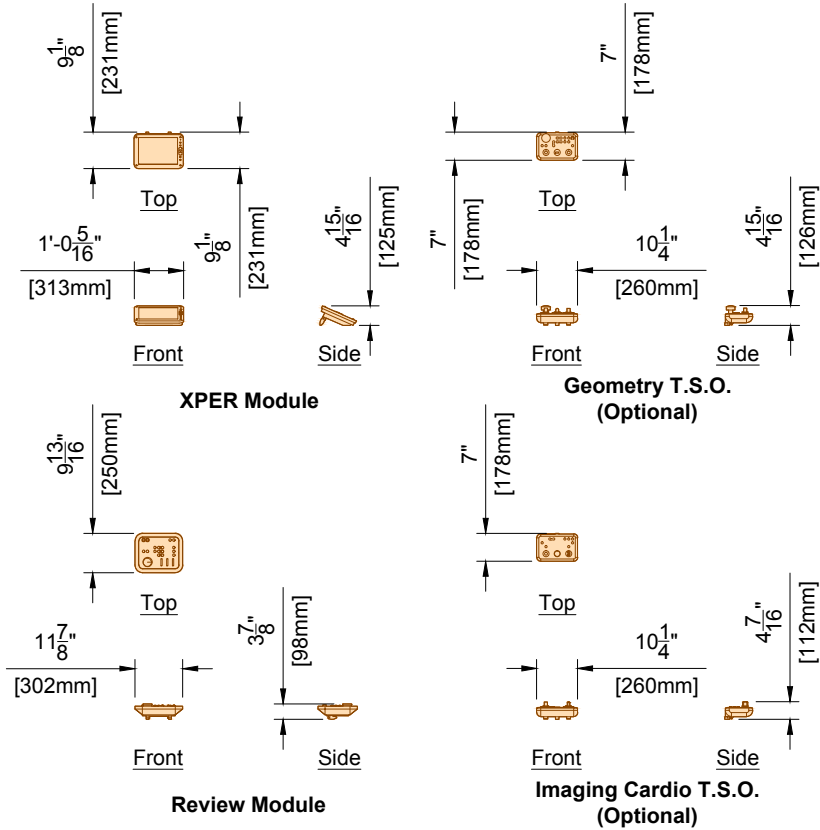 9 1/8"
[231mm]
Top
1'-0 5/16"
[313mm]
9 1/8"
[231mm]
4 15/16"
[125mm]
Front
Side
XPER Module
7"
[178mm]
Top
7"
[178mm]
10 1/4"
[260mm]
4 15/16"
[126mm]
Front
Side
Geometry T.S.O.
(Optional)
9 13/16"
[250mm]
Top
11 7/8"
[302mm]
3 7/8"
[98mm]
Front
Side
Review Module
7"
[178mm]
Top
10 1/4"
[260mm]
4 7/16"
[112mm]
Front
Side
Imaging Cardio T.S.O.
(Optional)